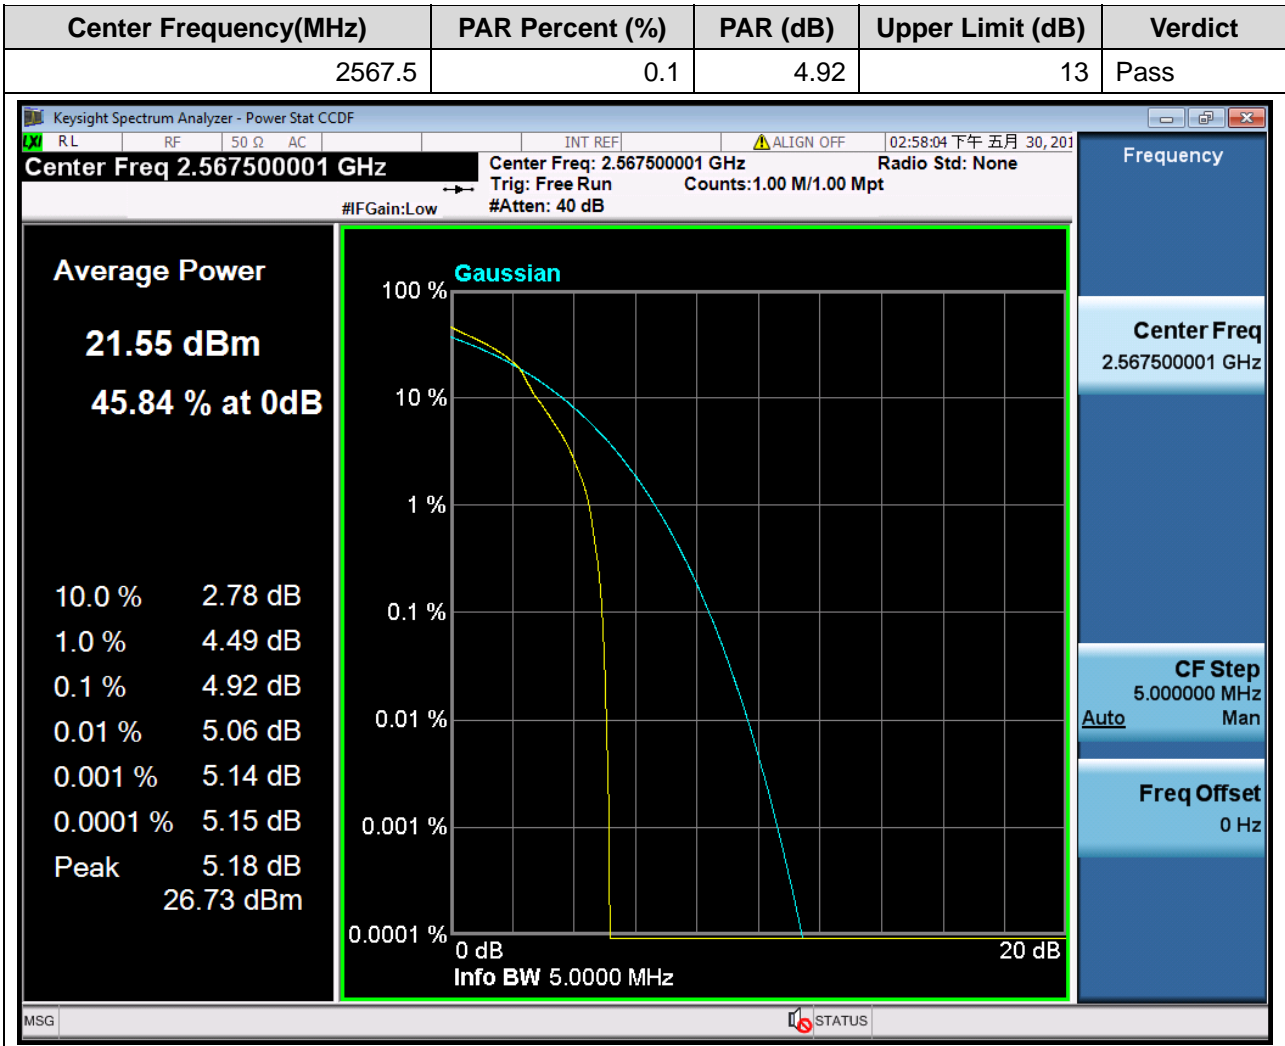 Center Frequency(MHz) PAR Percent (%) PAR (dB) Upper Limit (dB) Verdict
2567.5 0.1 4.92 13 Pass
Keysight Spectrum Analyzer - Power Stat CCDF
LXI RL RF 50 Ω AC INT REF ALIGN OFF 02:58:04 下午 五月 30, 201
Center Freq 2.567500001 GHz
Center Freq: 2.567500001 GHz Radio Std: None
Trig: Free Run Counts:1.00 M/1.00 Mpt
#IFGain:Low #Atten: 40 dB
Average Power
21.55 dBm
45.84 % at 0dB
10.0 % 2.78 dB
1.0 % 4.49 dB
0.1 % 4.92 dB
0.01 % 5.06 dB
0.001 % 5.14 dB
0.0001 % 5.15 dB
Peak 5.18 dB
26.73 dBm
Gaussian
100 %
10 %
1 %
0.1 %
0.01 %
0.001 %
0.0001 %
0 dB 20 dB
Info BW 5.0000 MHz
Frequency
Center Freq
2.567500001 GHz
CF Step
5.000000 MHz
Auto Man
Freq Offset
0 Hz
MSG STATUS